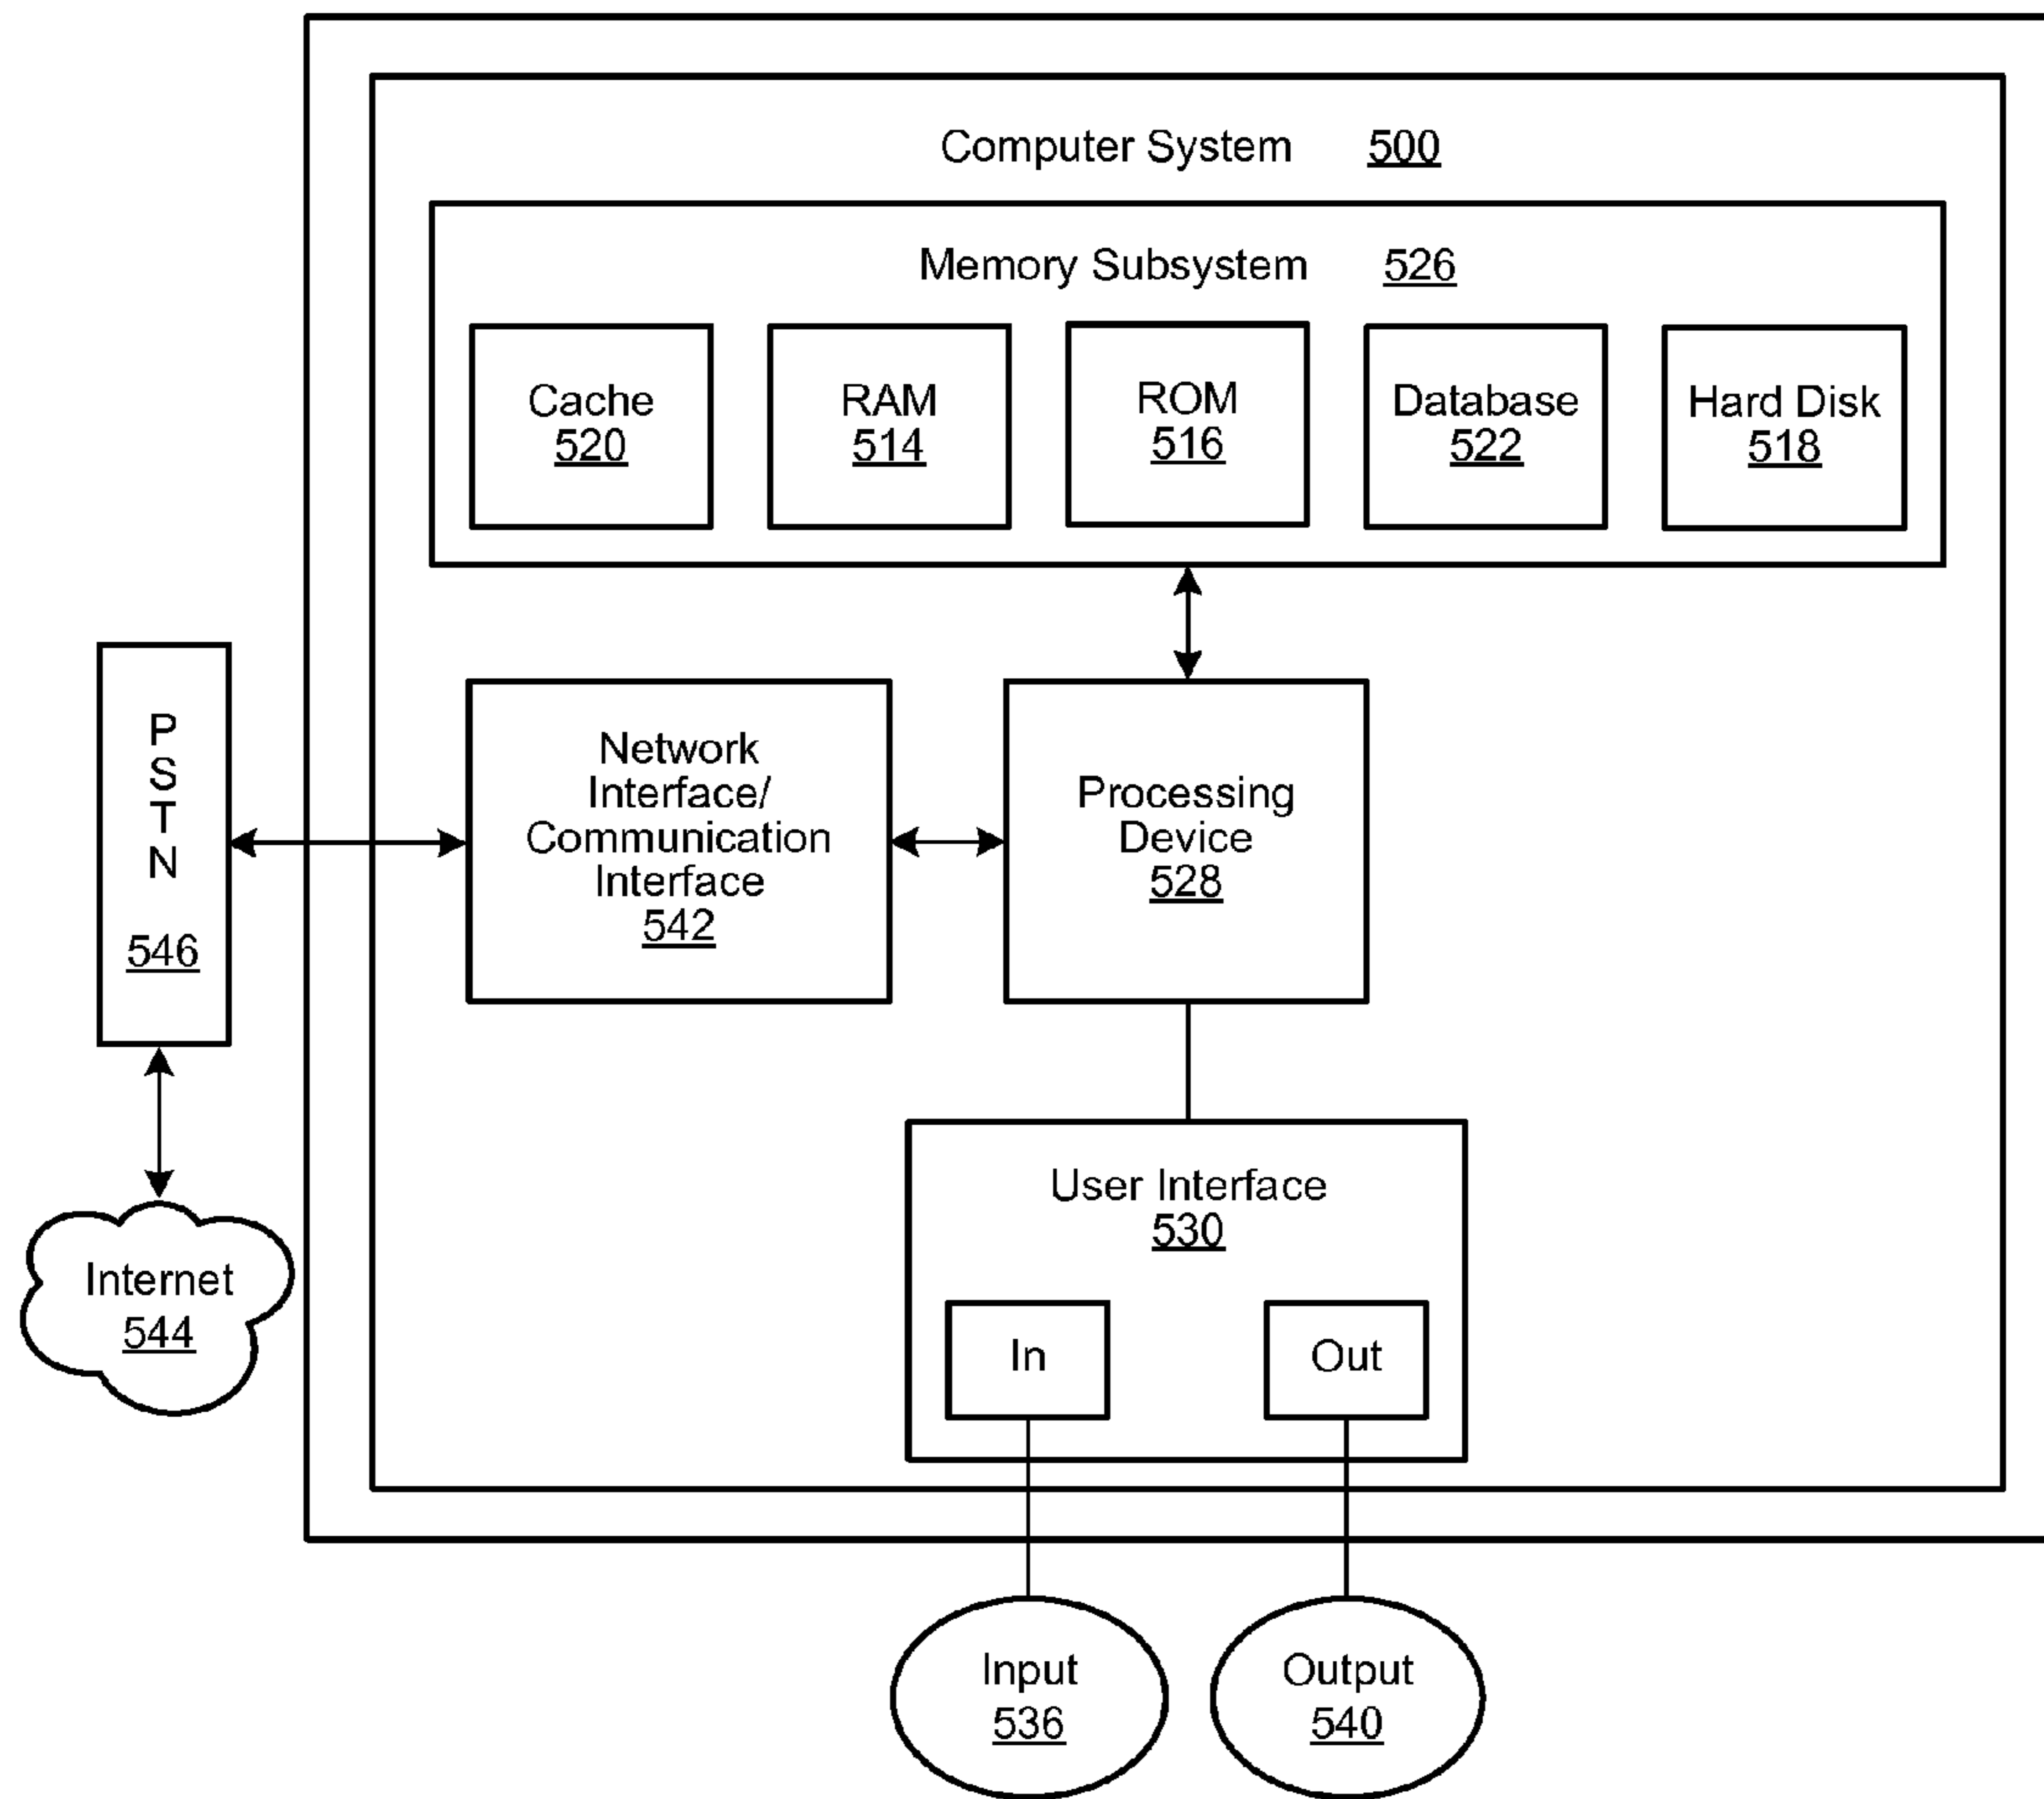 Computer System 500
Memory Subsystem 526
Cache
520
RAM
514
ROM
516
Database
522
Hard Disk
518
P
S
T
N
546
Network
Interface/
Communication
Interface
542
Processing
Device
528
User Interface
530
Internet
544
In
Out
Input
536
Output
540